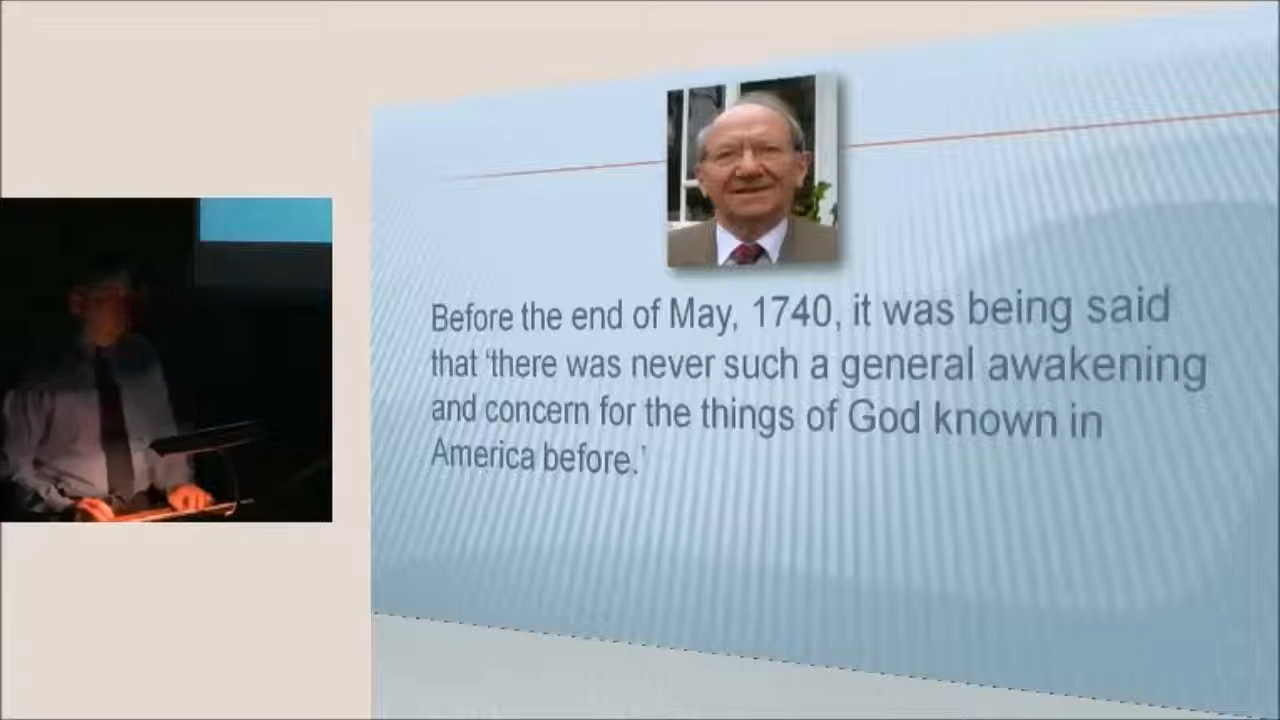 Before the end of May, 1740, it was being said
that ‘there was never such a general awakening
and concern for the things of God known in
America before.’